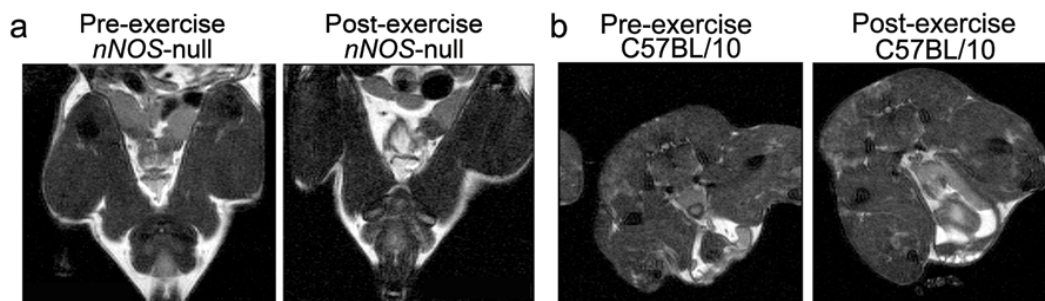 a
Pre-exercise
nNOS-null
Post-exercise
nNOS-null
b
Pre-exercise
C57BL/10
Post-exercise
C57BL/10